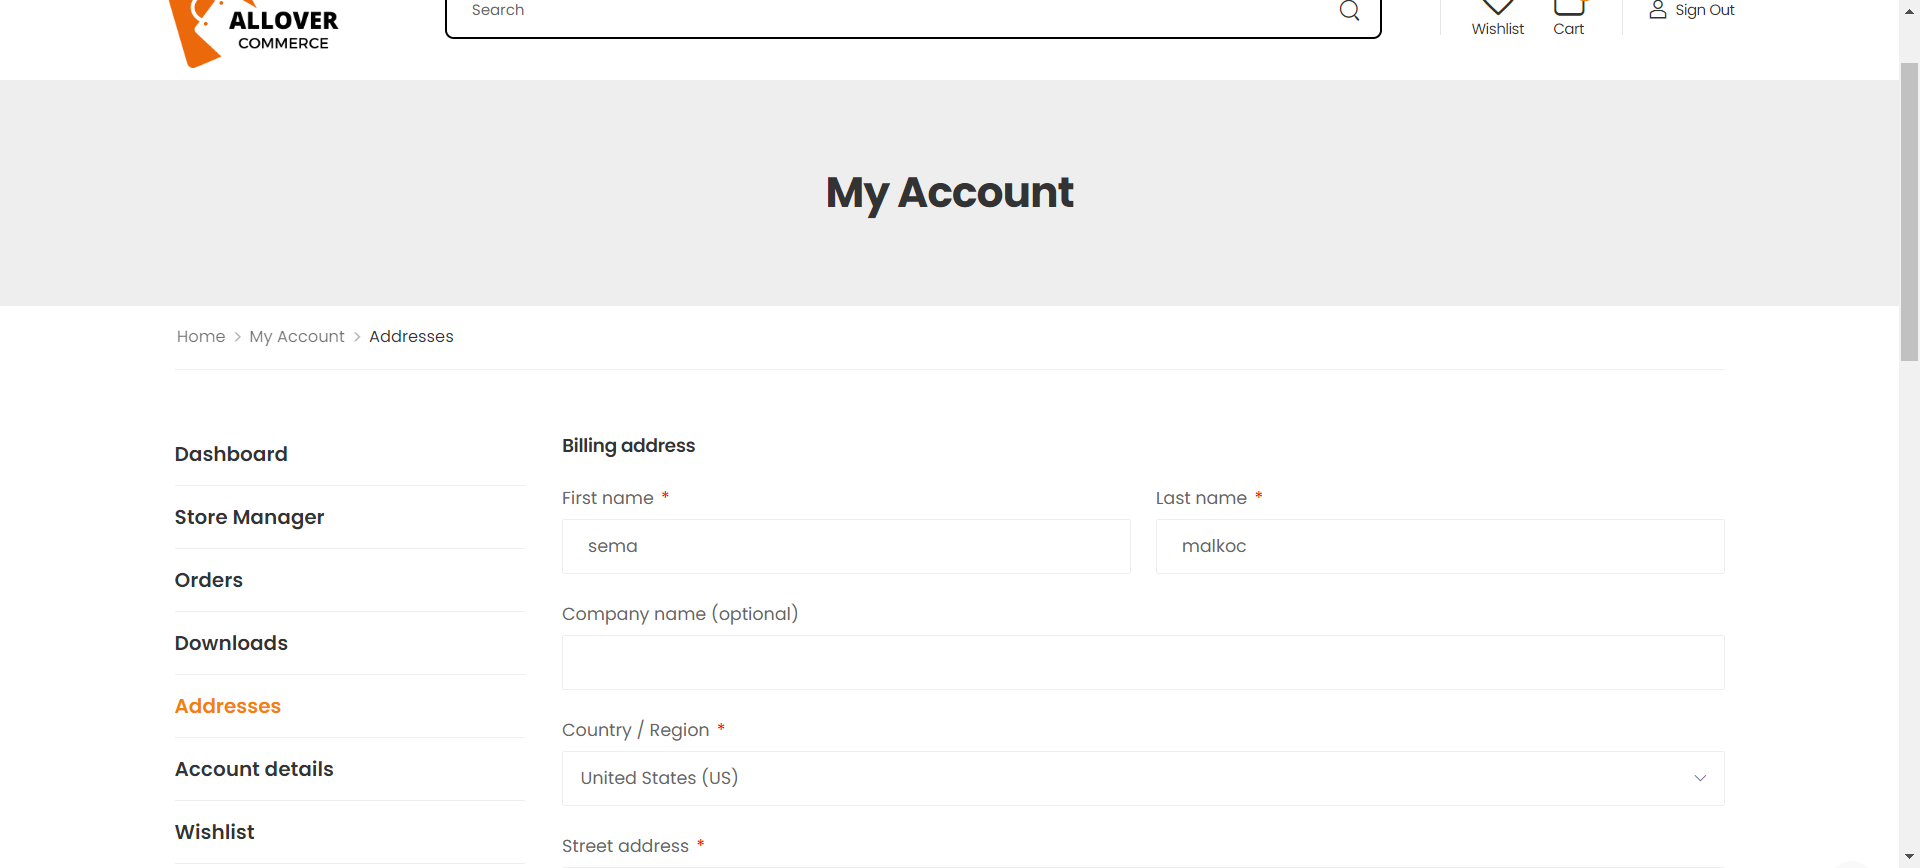 ALLOVER
COMMERCE
Search
Wishlist
Cart
Sign Out
My Account
Home > My Account > Addresses
Dashboard
Store Manager
Orders
Downloads
Addresses
Account details
Wishlist
Billing address
First name *
Last name *
sema
malkoc
Company name (optional)
Country / Region *
United States (US)
Street address *